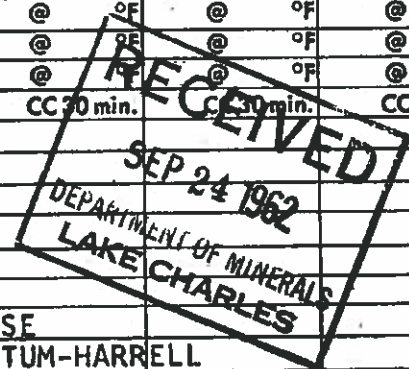 @ °F @ °F @
@ °F @ °F @
@ °F @ °F @
CC 30 min. CC 30 min. CC
RECEIVED
SEP 24 1962
DEPARTMENT OF MINERALS
LAKE CHARLES
SE
TUM-HARRELL